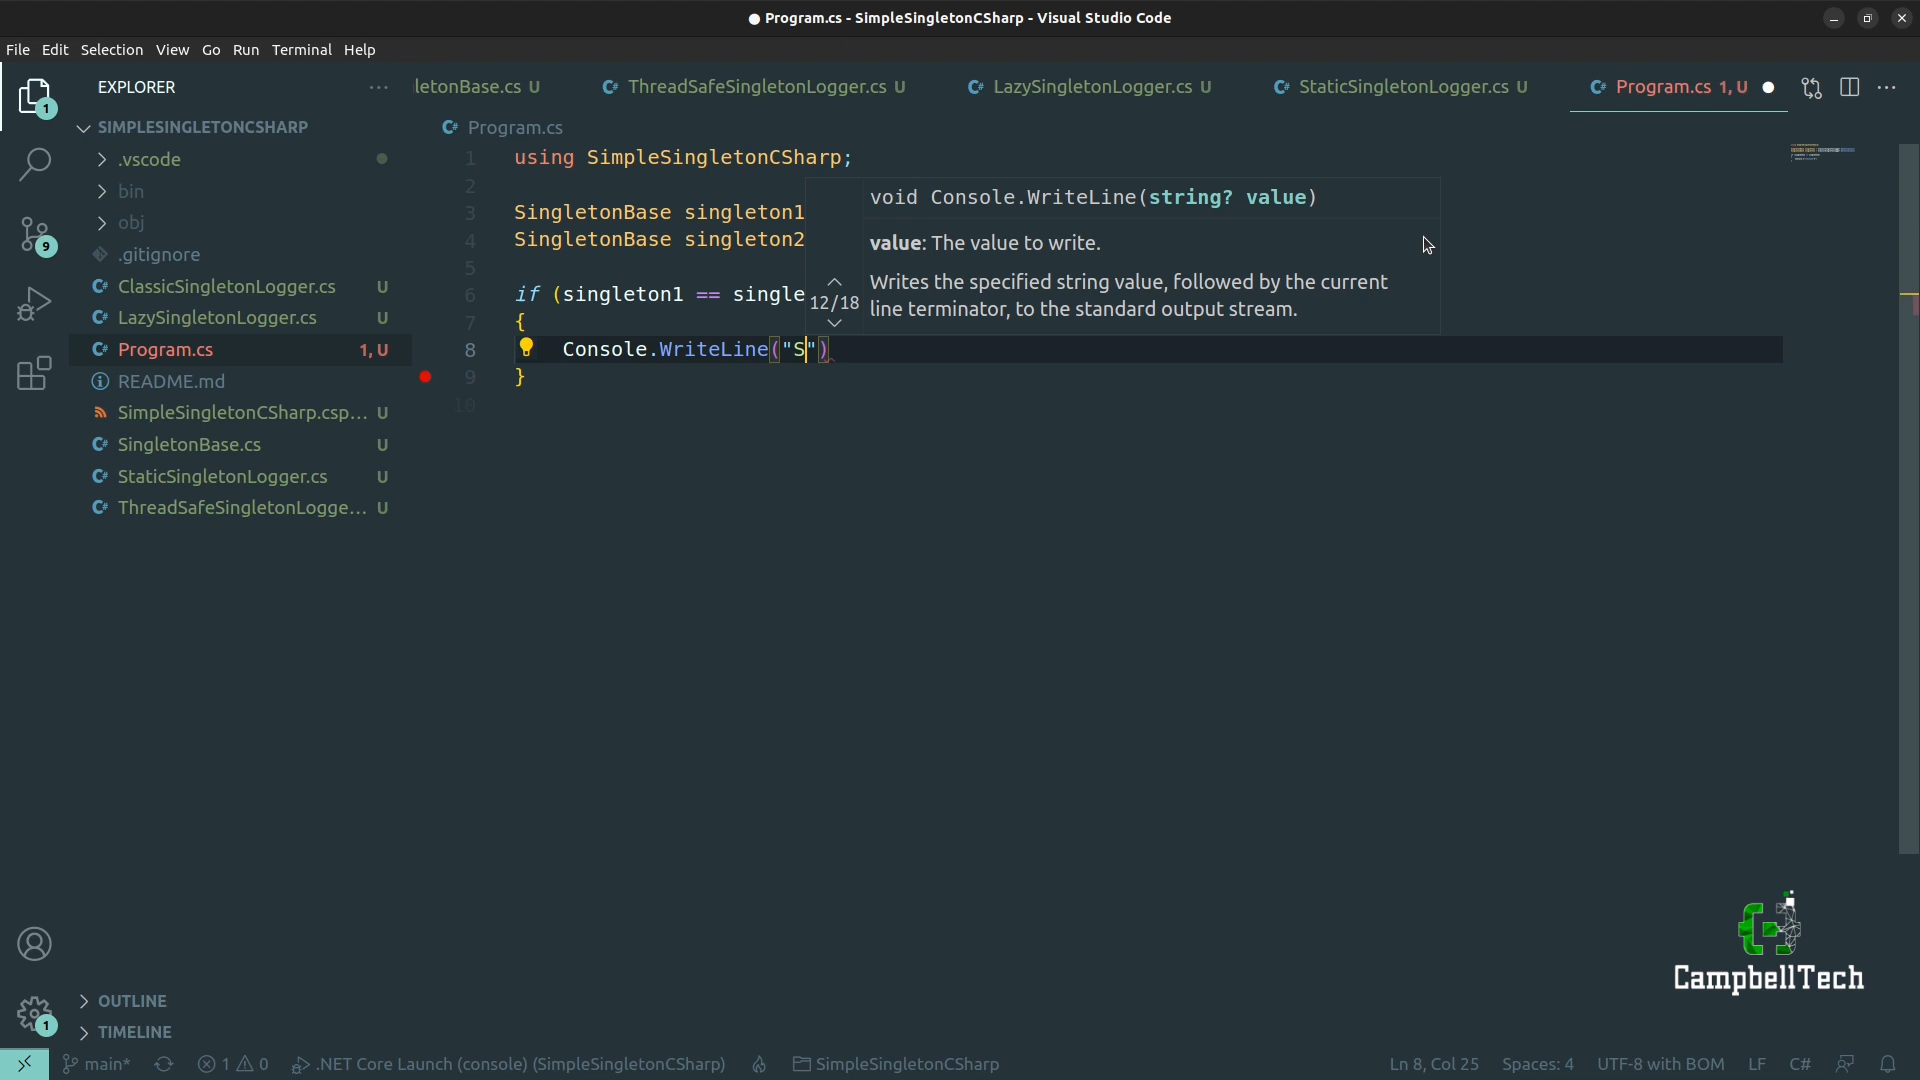 ● Program.cs - SimpleSingletonCSharp - Visual Studio Code
File Edit Selection View Go Run Terminal Help
EXPLORER
letonBase.cs U ThreadSafeSingletonLogger.cs U LazySingletonLogger.cs U StaticSingletonLogger.cs U Program.cs 1, U
1
SIMPLESINGLETONCSHARP
.vscode
bin
obj
.gitignore
ClassicSingletonLogger.cs U
LazySingletonLogger.cs U
Program.cs 1, U
README.md
SimpleSingletonCSharp.csp... U
SingletonBase.cs U
StaticSingletonLogger.cs U
ThreadSafeSingletonLogge... U
9
Program.cs
1 using SimpleSingletonCSharp;
2
3 SingletonBase singleton1
4 SingletonBase singleton2
5
6 if (singleton1 == single
7 {
8 Console.WriteLine("S")
9 }
10
void Console.WriteLine(string? value)
value: The value to write.
Writes the specified string value, followed by the current
line terminator, to the standard output stream.
12/18
CampbellTech
OUTLINE
TIMELINE
1
main* 1 0 .NET Core Launch (console) (SimpleSingletonCSharp) SimpleSingletonCSharp Ln 8, Col 25 Spaces: 4 UTF-8 with BOM LF C#